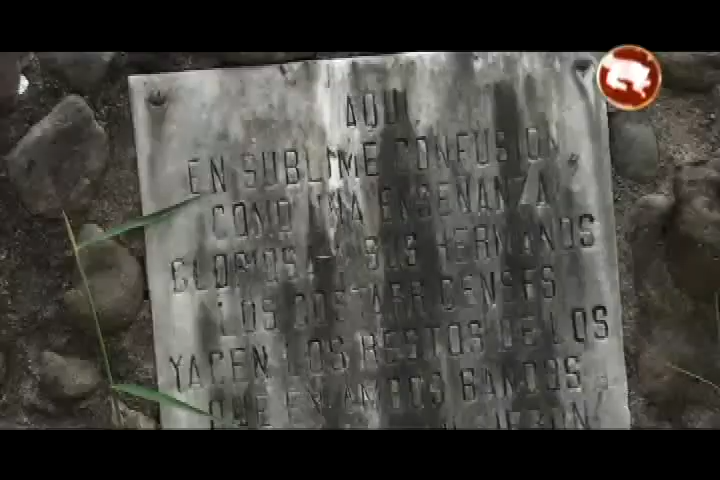 AQUI
EN SUBLIME CONFUSION,
COMO UNA ENSENANZA
GLORIOSA A SUS HERMANOS
LOS COSTARRICENSES
YACEN LOS RESTOS DE LOS
QUE EN AMBOS BANDOS